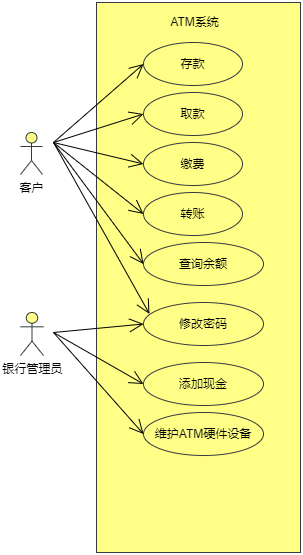 ATM系统
存款
取款
缴费
客户
转账
查询余额
修改密码
银行管理员
添加现金
维护ATM硬件设备